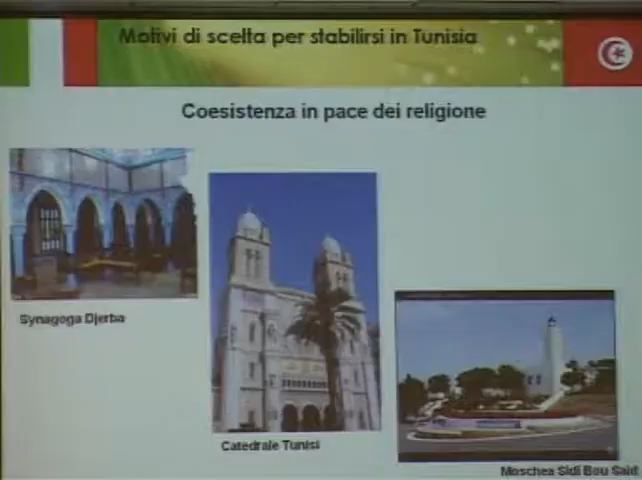 Motivi di scelta per stabilirsi in Tunisia
Coesistenza in pace dei religione
Synagoga Djerba
Catedrale Tunisi
Moschea Sidi Bou Said